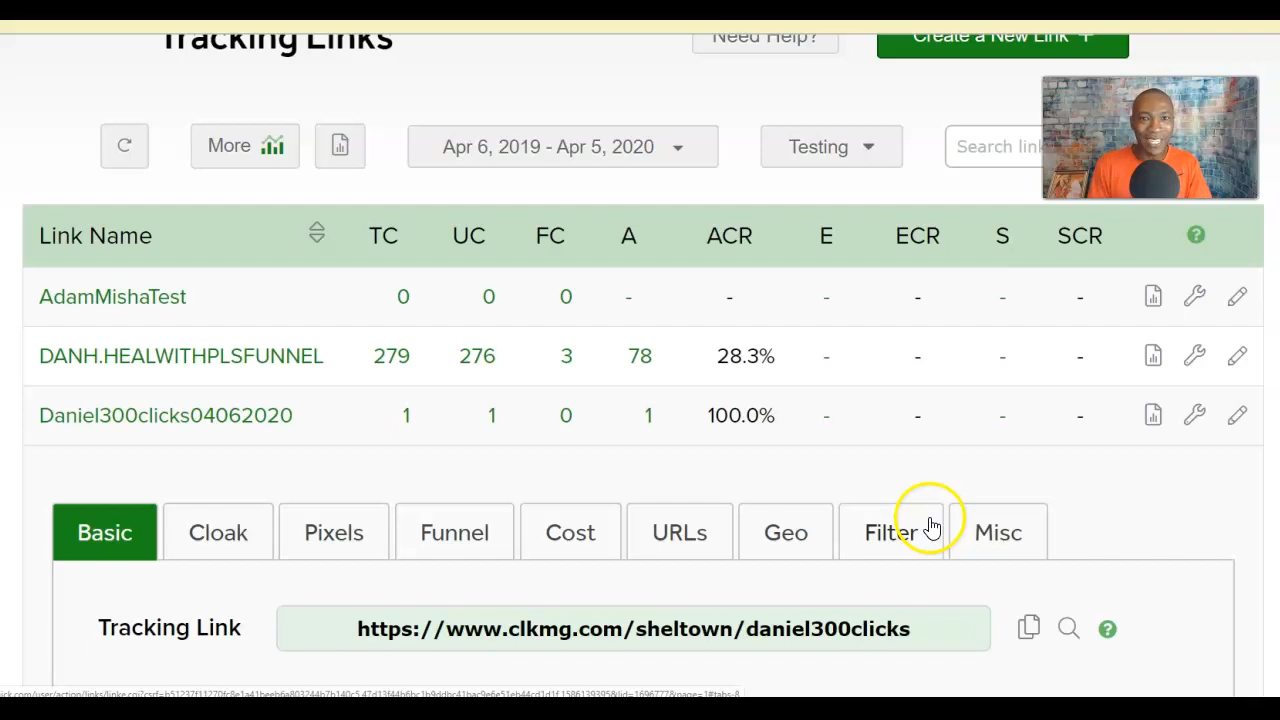 Tracking Links
Need Help?
Create a New Link +
More
Apr 6, 2019 - Apr 5, 2020
Testing
Search lin
Link Name TC UC FC A ACR E ECR S SCR ?
AdamMishaTest 0 0 0 - - - - - -
DANH.HEALWITHPLSFUNNEL 279 276 3 78 28.3% - - - -
Daniel300clicks04062020 1 1 0 1 100.0% - - - -
Basic Cloak Pixels Funnel Cost URLs Geo Filter Misc
Tracking Link https://www.clkmg.com/sheltown/daniel300clicks ?